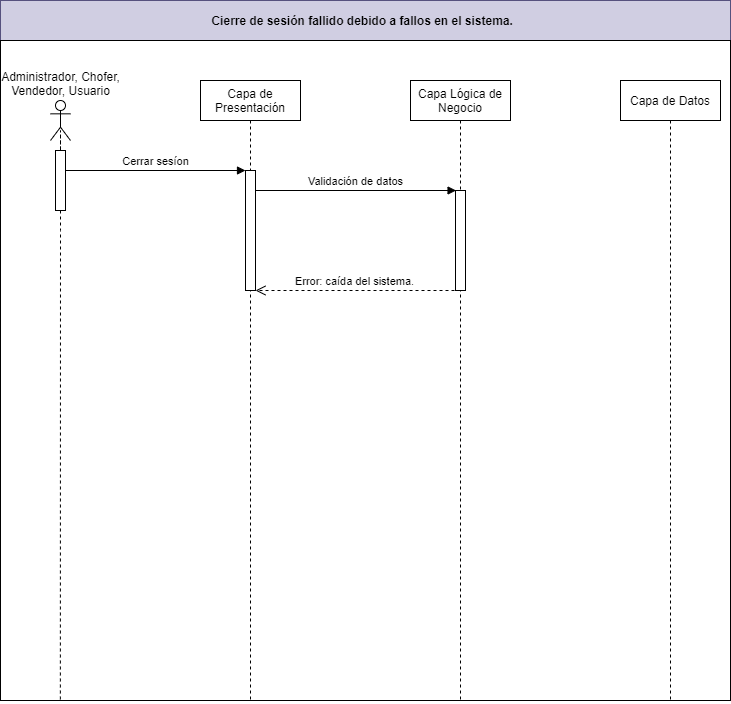 Cierre de sesión fallido debido a fallos en el sistema.
Administrador, Chofer,
Vendedor, Usuario
Capa de
Presentación
Capa Lógica de
Negocio
Capa de Datos
Cerrar sesíon
Validación de datos
Error: caída del sistema.